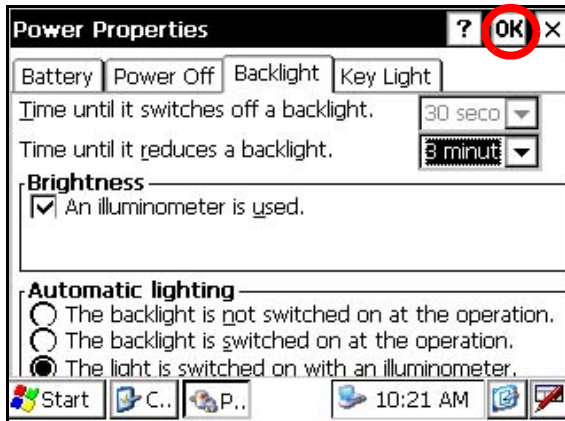 Power Properties ? OK ×
Battery Power Off Backlight Key Light
Time until it switches off a backlight. 30 seco
Time until it reduces a backlight. 3 minut
Brightness
An illuminometer is used.
Automatic lighting
The backlight is not switched on at the operation.
The backlight is switched on at the operation.
The light is switched on with an illuminometer.
Start C.. P.. 10:21 AM